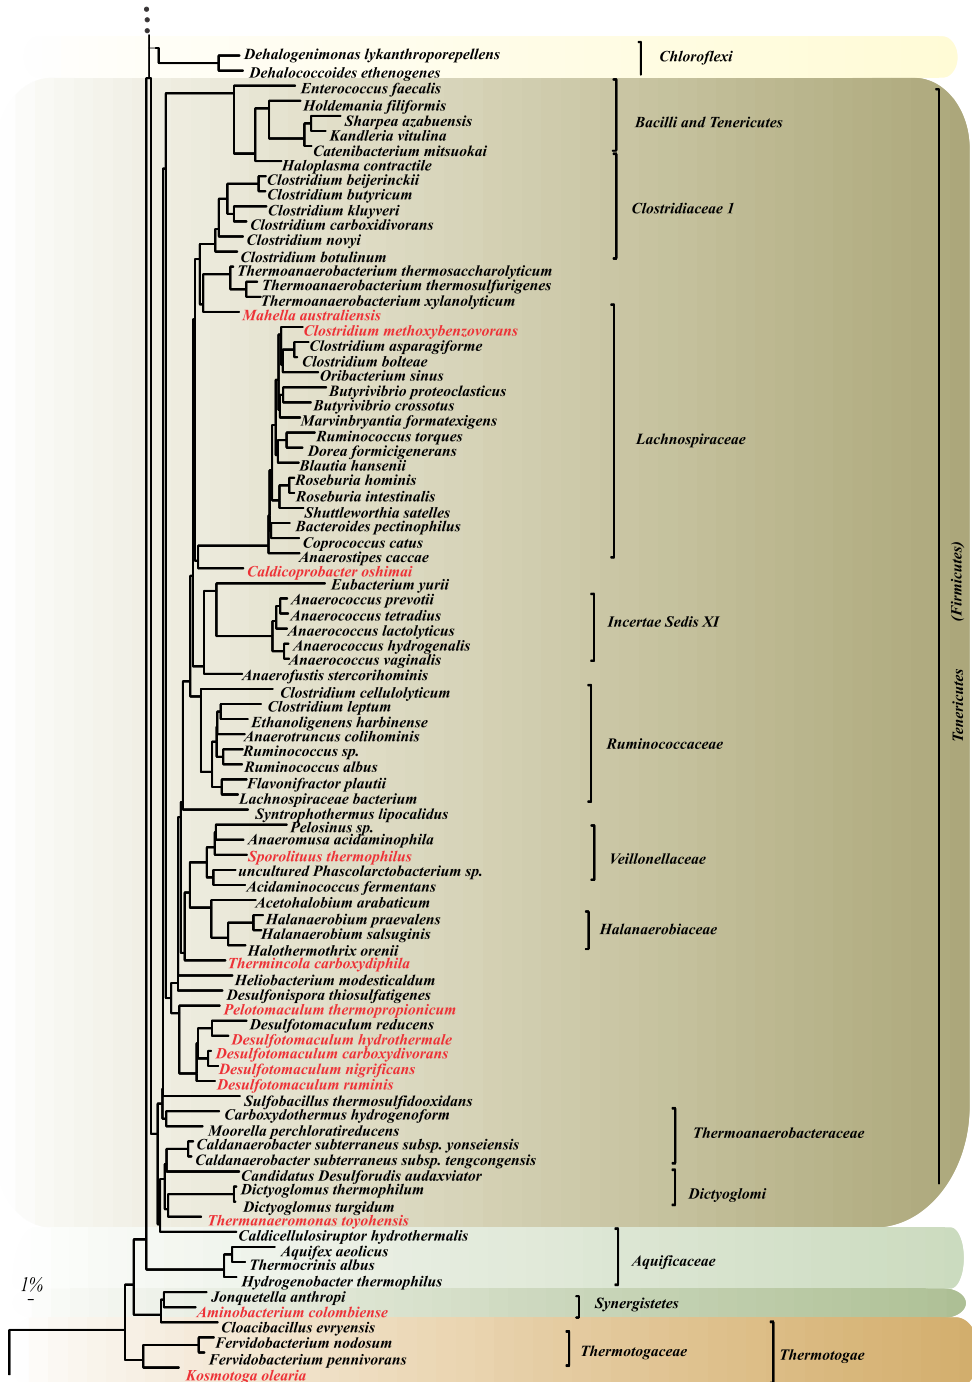 Dehalogenimonas lykanthroporepellens
Chloroflexi
Dehalococcoides ethenogenes
Enterococcus faecalis
Holdemania filiformis
Sharpea azabuensis
Bacilli and Tenericutes
Kandleria vitulina
Catenibacterium mitsuokai
Haloplasma contractile
Clostridium beijerinckii
Clostridium butyricum
Clostridium kluyveri
Clostridiaceae 1
Clostridium carboxidivorans
Clostridium novyi
Clostridium botulinum
Thermoanaerobacterium thermosaccharolyticum
Thermoanaerobacterium thermosulfurigenes
Thermoanaerobacterium xylanolyticum
Mahella australiensis
Clostridium methoxybenzovorans
Clostridium asparagiforme
Clostridium bolteae
Oribacterium sinus
Butyrivibrio proteoclasticus
Butyrivibrio crossotus
Marvinbryantia formatexigens
Ruminococcus torques
Lachnospiraceae
Dorea formicigenerans
Blautia hansenii
Roseburia hominis
Roseburia intestinalis
Shuttleworthia satelles
Bacteroides pectinophilus
Coprococcus catus
Anaerostipes caccae
Caldicoprobacter oshimai
Eubacterium yurii
Anaerococcus prevotii
Anaerococcus tetradius
Incertae Sedis XI
Anaerococcus lactolyticus
Anaerococcus hydrogenalis
Anaerococcus vaginalis
Anaerofustis stercorihominis
Clostridium cellulolyticum
Clostridium leptum
Ethanoligenens harbinense
Anaerotruncus colihominis
Ruminococcaceae
Ruminococcus sp.
Ruminococcus albus
Flavonifractor plautii
Lachnospiraceae bacterium
Tenericutes (Firmicutes)
Syntrophothermus lipocalidus
Pelosinus sp.
Anaeromusa acidaminophila
Sporolituus thermophilus
Veillonellaceae
uncultured Phascolarctobacterium sp.
Acidaminococcus fermentans
Acetohalobium arabaticum
Halanaerobium praevalens
Halanaerobiaceae
Halanaerobium salsuginis
Halothermothrix orenii
Thermincola carboxydiphila
Heliobacterium modesticaldum
Desulfonispora thiosulfatigenes
Pelotomaculum thermopropionicum
Desulfotomaculum reducens
Desulfotomaculum hydrothermale
Desulfotomaculum carboxydivorans
Desulfotomaculum nigrificans
Desulfotomaculum ruminis
Sulfobacillus thermosulfidooxidans
Carboxydothermus hydrogenoform
Moorella perchloratireducens
Thermoanaerobacteraceae
Caldanaerobacter subterraneus subsp. yonseiensis
Caldanaerobacter subterraneus subsp. tengcongensis
Candidatus Desulforudis audaxviator
Dictyoglomus thermophilum
Dictyoglomi
Dictyoglomus turgidum
Thermanaeromonas toyohensis
Caldicellulosiruptor hydrothermalis
Aquifex aeolicus
Aquificaceae
Thermocrinis albus
Hydrogenobacter thermophilus
1%
Jonquetella anthropi
Synergistetes
Aminobacterium colombiense
Cloacibacillus evryensis
Fervidobacterium nodosum
Thermotogaceae
Thermotogae
Fervidobacterium pennivorans
Kosmotoga olearia